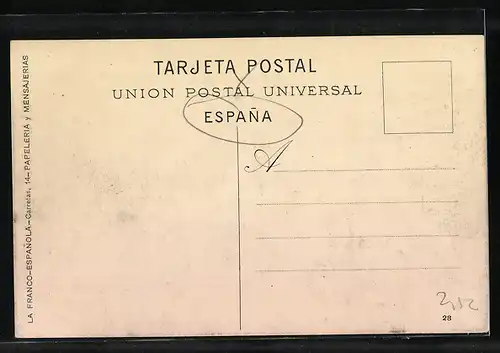 TARJETA POSTAL
UNION POSTAL UNIVERSAL
ESPAÑA
A
LA FRANCO-ESPAÑOLA.—Carretas, 14—PAPELERIA y MENSAJERIAS
28